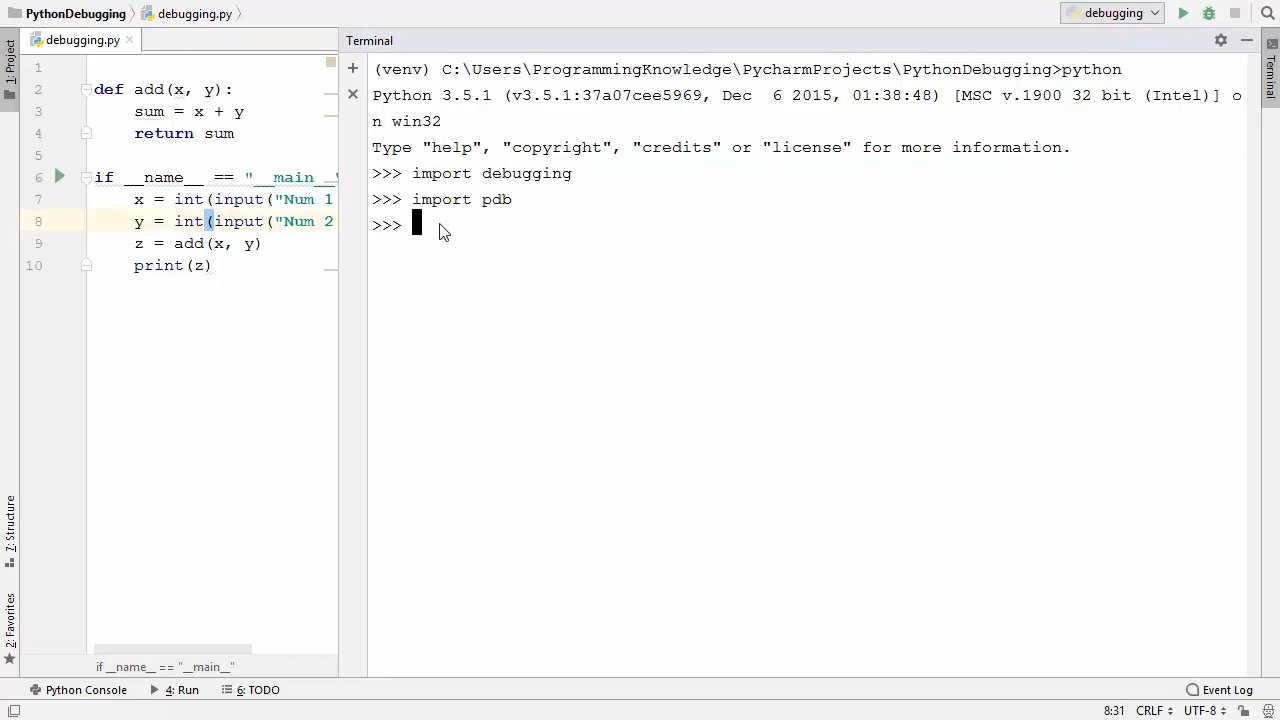 PythonDebugging debugging.py debugging
debugging.py
Terminal
1: Project
Terminal
1
2 def add(x, y):
3 sum = x + y
4 return sum
5
6 if __name__ == "__main__"
7 x = int(input("Num 1
8 y = int(input("Num 2
9 z = add(x, y)
10 print(z)
if __name__ == "__main__"
(venv) C:\Users\ProgrammingKnowledge\PycharmProjects\PythonDebugging>python
Python 3.5.1 (v3.5.1:37a07cee5969, Dec  6 2015, 01:38:48) [MSC v.1900 32 bit (Intel)] o
n win32
Type "help", "copyright", "credits" or "license" for more information.
>>> import debugging
>>> import pdb
>>>
7: Structure
2: Favorites
Python Console 4: Run 6: TODO Event Log
8:31 CRLF UTF-8